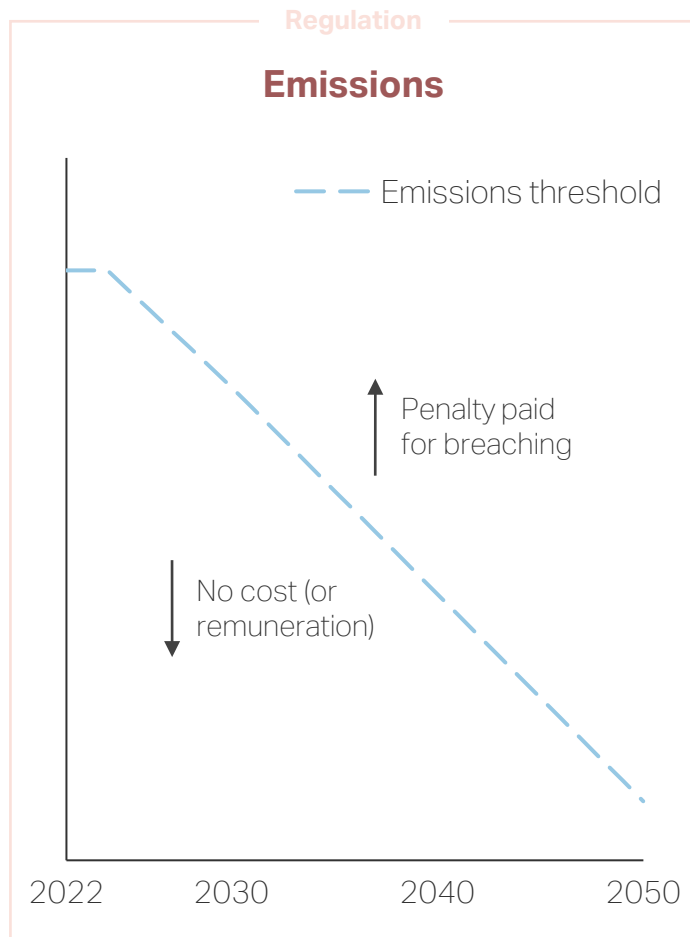 Regulation
Emissions
Emissions threshold
Penalty paid
for breaching
No cost (or
remuneration)
2022
2030
2040
2050